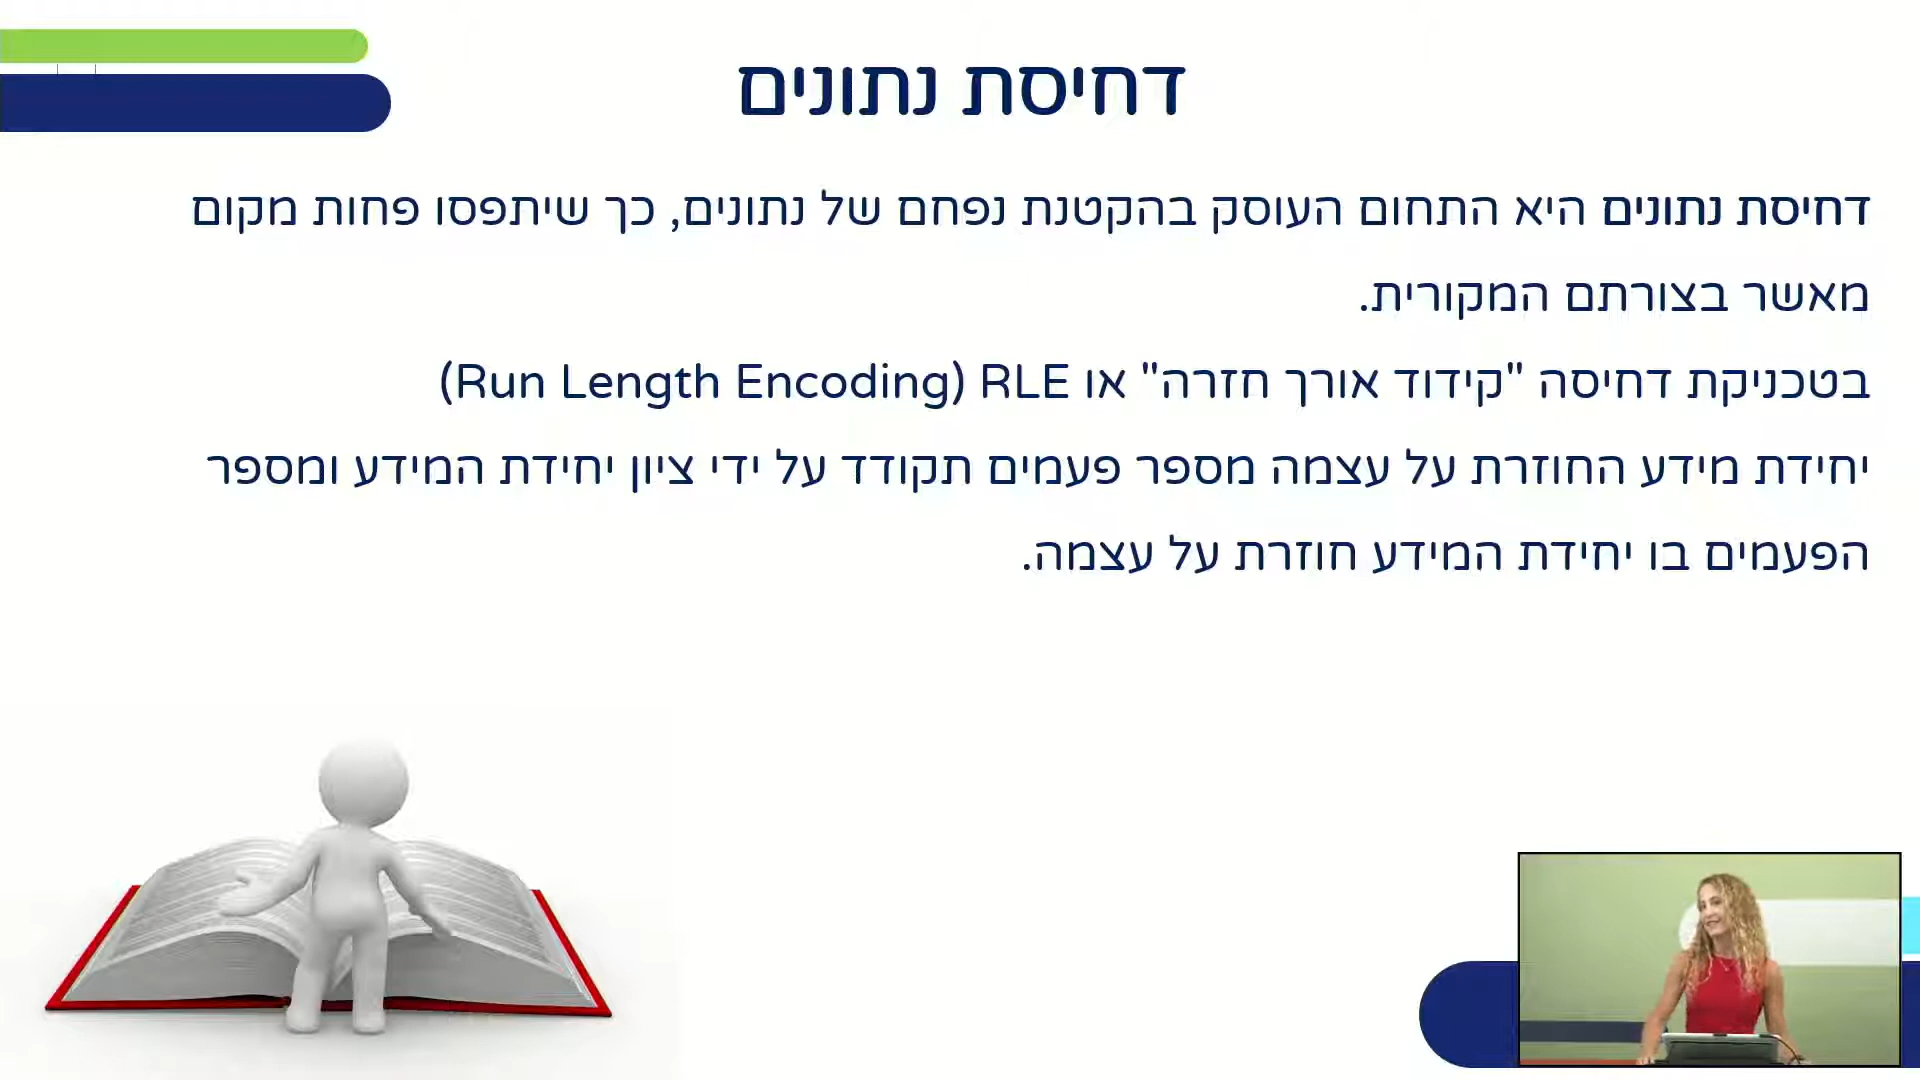 דחיסת נתונים
דחיסת נתונים היא התחום העוסק בהקטנת נפחם של נתונים, כך שיתפסו פחות מקום
מאשר בצורתם המקורית.
בטכניקת דחיסה "קידוד אורך חזרה" או RLE (Run Length Encoding)
יחידת מידע החוזרת על עצמה מספר פעמים תקודד על ידי ציון יחידת המידע ומספר
הפעמים בו יחידת המידע חוזרת על עצמה.